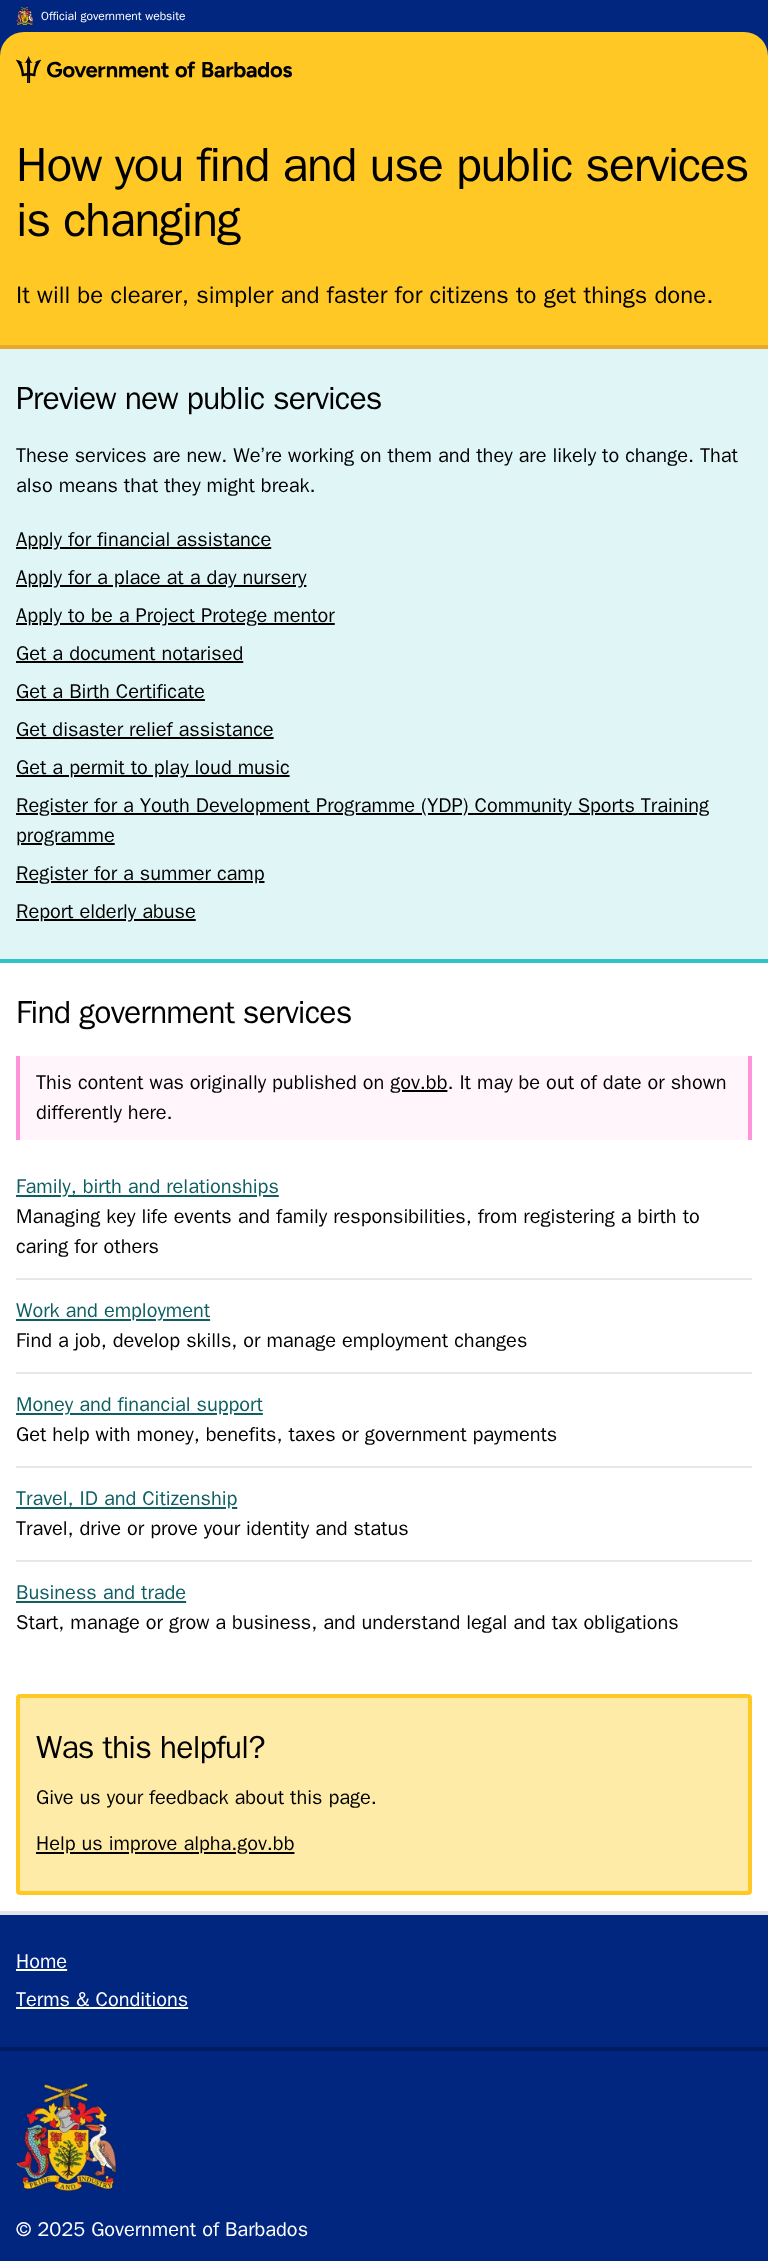 Official government website
Government of Barbados
How you find and use public services
is changing
It will be clearer, simpler and faster for citizens to get things done.
Preview new public services
These services are new. We're working on them and they are likely to change. That
also means that they might break.
Apply for financial assistance
Apply for a place at a day nursery
Apply to be a Project Protege mentor
Get a document notarised
Get a Birth Certificate
Get disaster relief assistance
Get a permit to play loud music
Register for a Youth Development Programme (YDP) Community Sports Training
programme
Register for a summer camp
Report elderly abuse
Find government services
This content was originally published on gov.bb. It may be out of date or shown
differently here.
Family, birth and relationships
Managing key life events and family responsibilities, from registering a birth to
caring for others
Work and employment
Find a job, develop skills, or manage employment changes
Money and financial support
Get help with money, benefits, taxes or government payments
Travel, ID and Citizenship
Travel, drive or prove your identity and status
Business and trade
Start, manage or grow a business, and understand legal and tax obligations
Was this helpful?
Give us your feedback about this page.
Help us improve alpha.gov.bb
Home
Terms & Conditions
PRIDE AND INDUSTRY
© 2025 Government of Barbados